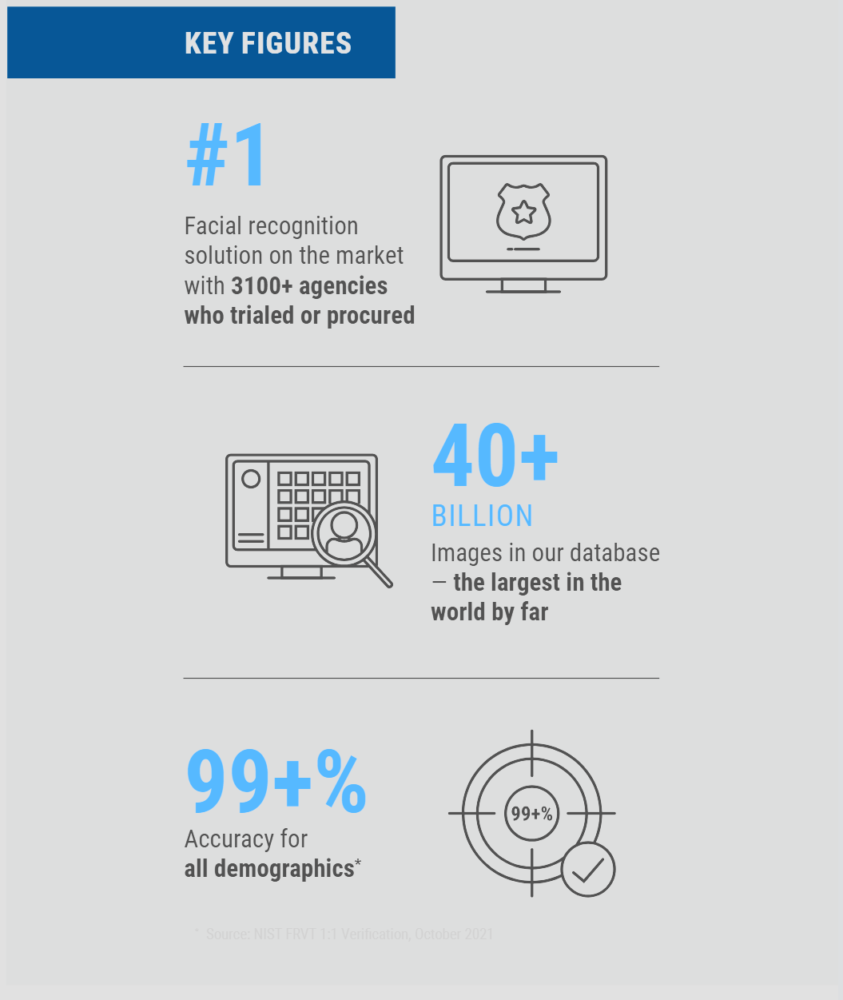 KEY FIGURES
#1
Facial recognition
solution on the market
with 3100+ agencies
who trialed or procured
40+
BILLION
Images in our database
– the largest in the
world by far
99+%
Accuracy for
all demographics*
99+%
* Source: NIST FRVT 1:1 Verification, October 2021